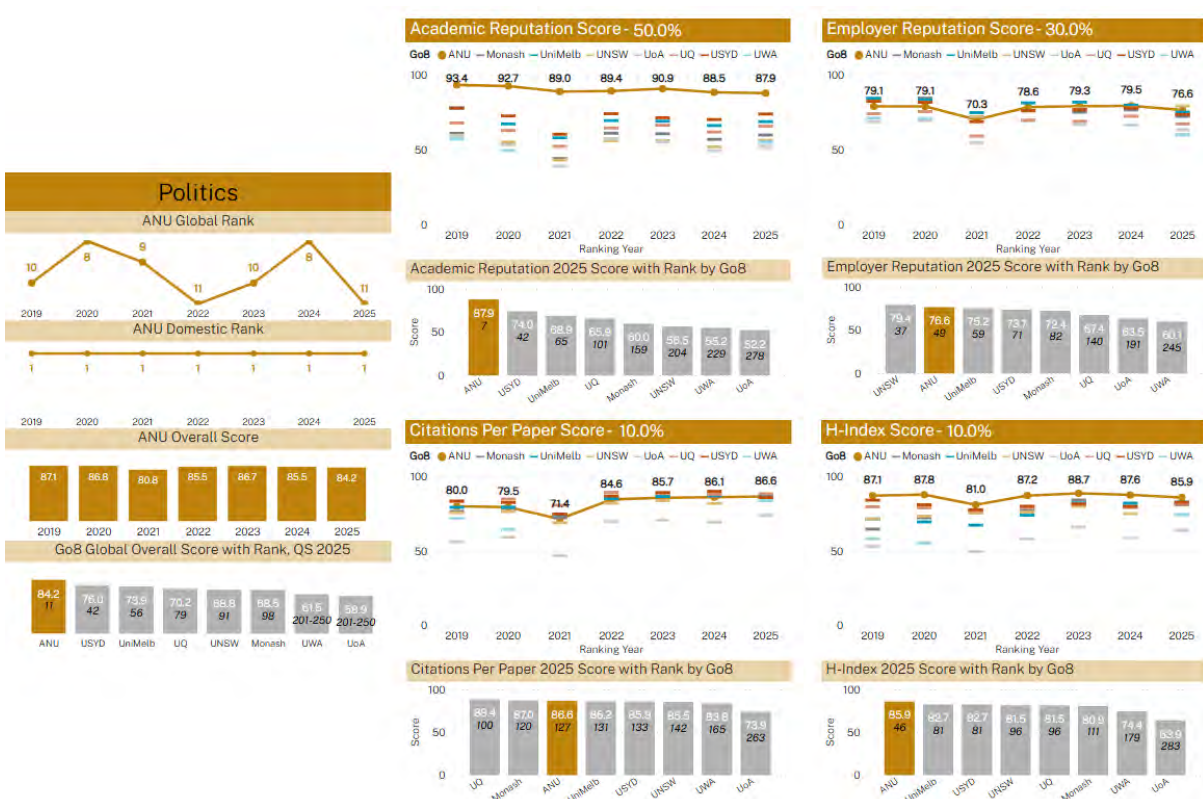 Politics
ANU Global Rank
10 8 9 11 10 8 11
2019 2020 2021 2022 2023 2024 2025
ANU Domestic Rank
1 1 1 1 1 1 1
2019 2020 2021 2022 2023 2024 2025
ANU Overall Score
87.1 86.8 80.8 85.5 86.7 85.5 84.2
2019 2020 2021 2022 2023 2024 2025
Go8 Global Overall Score with Rank, QS 2025
84.2 76.0 73.9 70.2 68.8 68.5 61.5 58.9
11 42 56 79 91 98 201-250 201-250
ANU USYD UniMelb UQ UNSW Monash UWA UoA
Academic Reputation Score - 50.0%
Go8 ANU Monash UniMelb UNSW UoA UQ USYD UWA
100
93.4 92.7 89.0 89.4 90.9 88.5 87.9
50
0
2019 2020 2021 2022 2023 2024 2025
Ranking Year
Academic Reputation 2025 Score with Rank by Go8
100
Score
50
0
87.9 74.0 68.9 65.9 60.0 56.5 55.2 52.2
7 42 65 101 159 204 229 278
ANU USYD UniMelb UQ Monash UNSW UWA UoA
Employer Reputation Score - 30.0%
Go8 ANU Monash UniMelb UNSW UoA UQ USYD UWA
100
79.1 79.1 70.3 78.6 79.3 79.5 76.6
50
0
2019 2020 2021 2022 2023 2024 2025
Ranking Year
Employer Reputation 2025 Score with Rank by Go8
100
Score
50
0
79.4 76.6 75.2 73.7 72.4 67.4 63.5 60.1
37 49 59 71 82 140 191 245
UNSW ANU UniMelb USYD Monash UQ UoA UWA
Citations Per Paper Score - 10.0%
Go8 ANU Monash UniMelb UNSW UoA UQ USYD UWA
100
80.0 79.5 71.4 84.6 85.7 86.1 86.6
50
0
2019 2020 2021 2022 2023 2024 2025
Ranking Year
Citations Per Paper 2025 Score with Rank by Go8
100
Score
50
0
88.4 87.0 86.6 86.2 85.9 85.5 83.8 73.9
100 120 127 131 133 142 165 263
UQ Monash ANU UniMelb USYD UNSW UWA UoA
H-Index Score - 10.0%
Go8 ANU Monash UniMelb UNSW UoA UQ USYD UWA
100
87.1 87.8 81.0 87.2 88.7 87.6 85.9
50
0
2019 2020 2021 2022 2023 2024 2025
Ranking Year
H-Index 2025 Score with Rank by Go8
100
Score
50
0
85.9 82.7 82.7 81.5 81.5 80.9 74.4 63.9
46 81 81 96 96 111 179 283
ANU UniMelb USYD UNSW UQ Monash UWA UoA